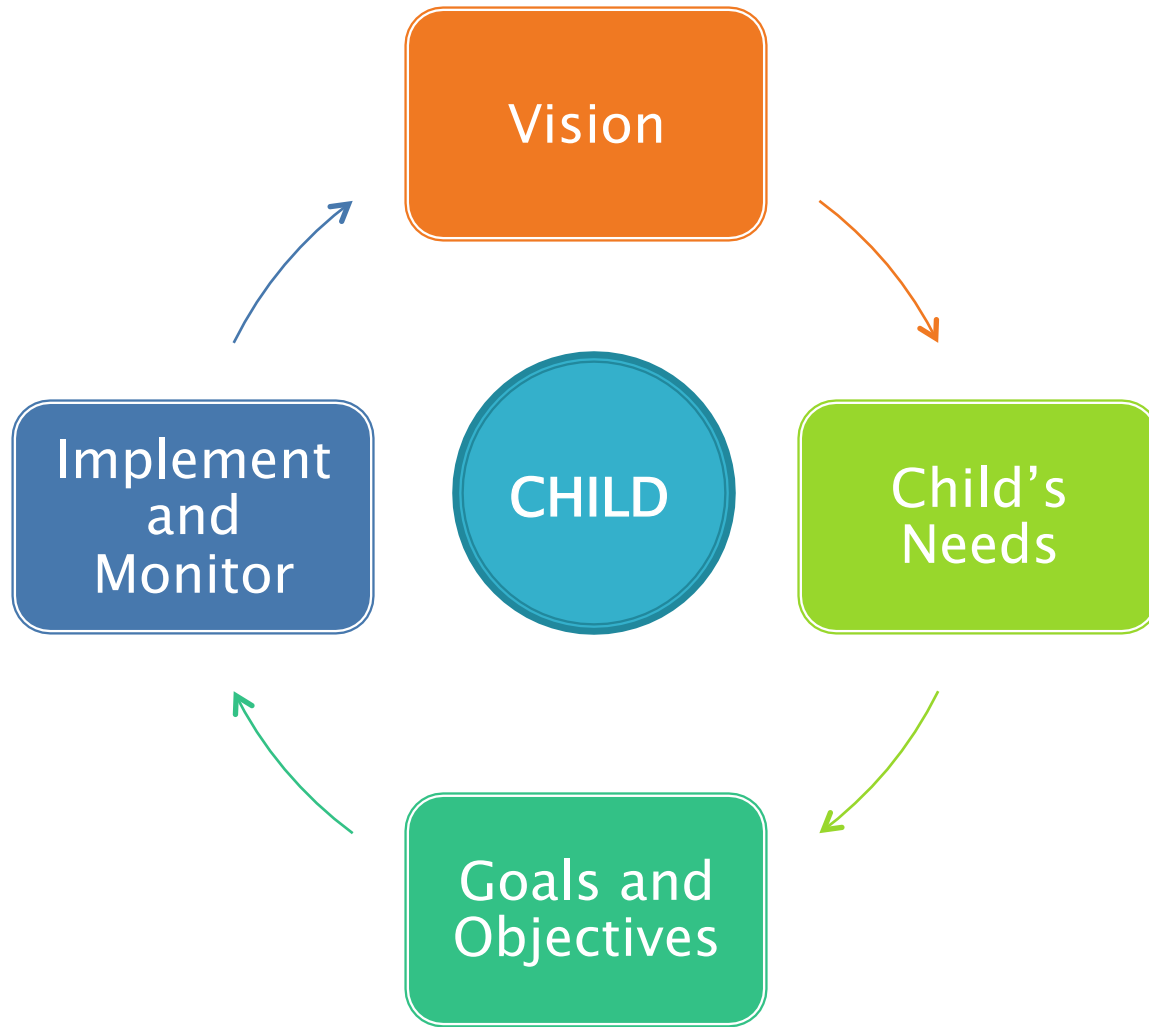 Vision
Implement
and
Monitor
CHILD
Child’s
Needs
Goals and
Objectives